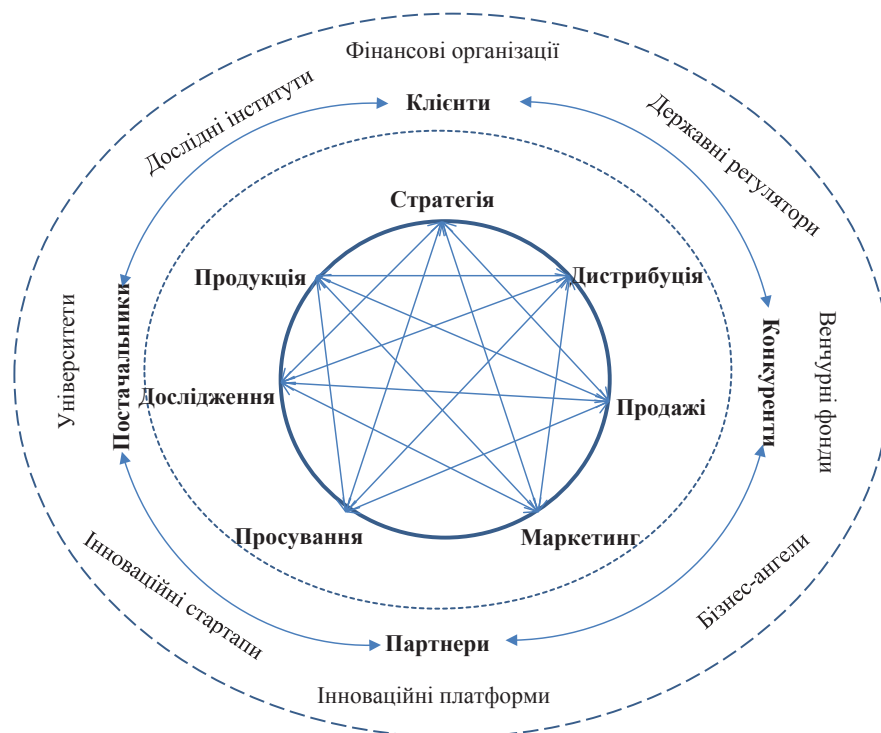 Фінансові організації
Дослідні інститути
Клієнти
Державні регулятори
Стратегія
Продукція
Дистрибуція
Університети
Постачальники
Дослідження
Продажі
Конкуренти
Венчурні фонди
Просування
Маркетинг
Інноваційні стартапи
Партнери
Бізнес-ангели
Інноваційні платформи